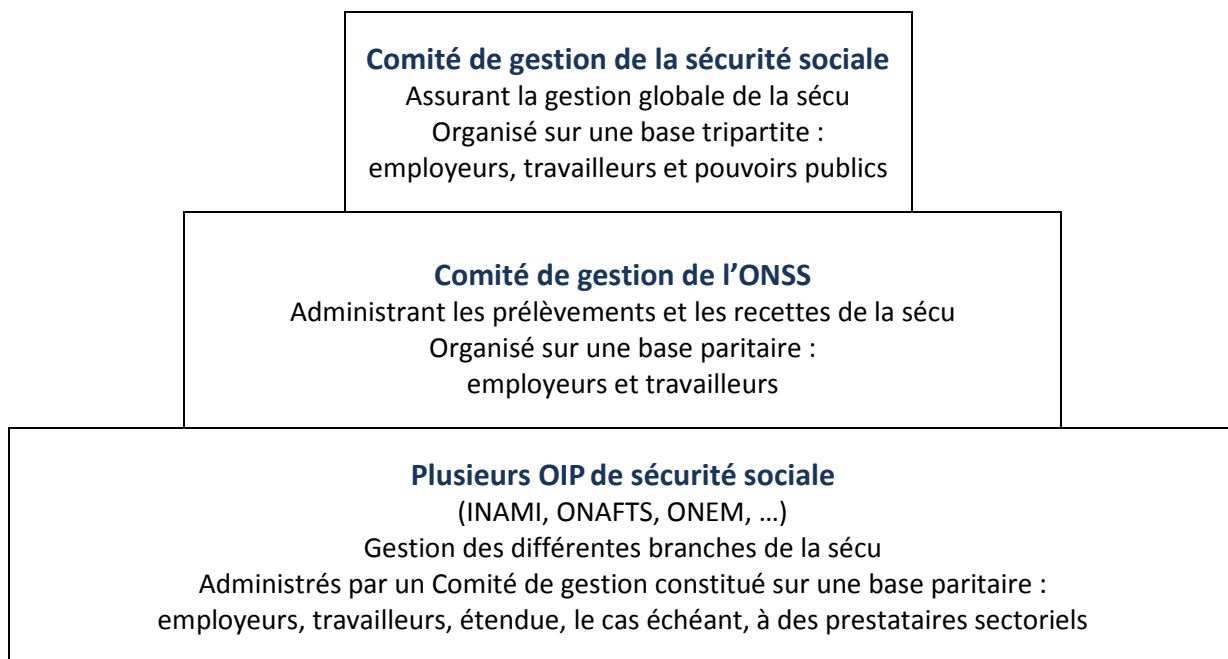 Comité de gestion de la sécurité sociale
Assurant la gestion globale de la sécu
Organisé sur une base tripartite :
employeurs, travailleurs et pouvoirs publics
Comité de gestion de l’ONSS
Administrant les prélèvements et les recettes de la sécu
Organisé sur une base paritaire :
employeurs et travailleurs
Plusieurs OIP de sécurité sociale
(INAMI, ONAFTS, ONEM, …)
Gestion des différentes branches de la sécu
Administrés par un Comité de gestion constitué sur une base paritaire :
employeurs, travailleurs, étendue, le cas échéant, à des prestataires sectoriels